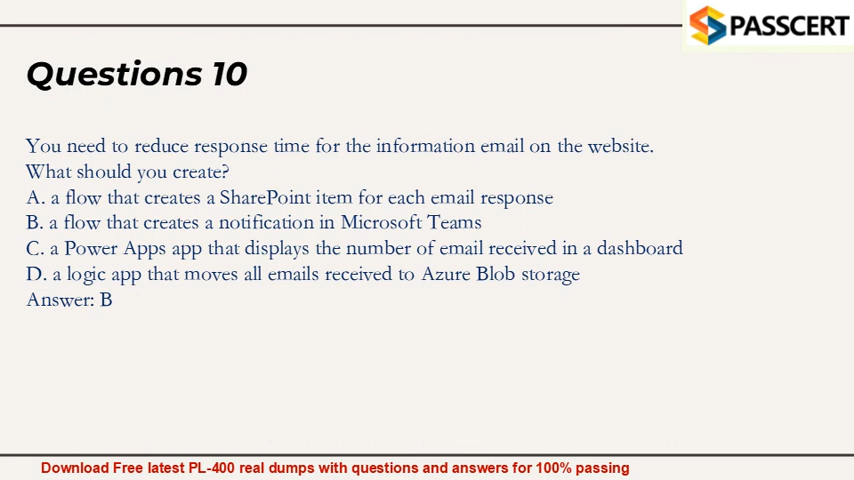 PASSCERT
Questions 10
You need to reduce response time for the information email on the website.
What should you create?
A. a flow that creates a SharePoint item for each email response
B. a flow that creates a notification in Microsoft Teams
C. a Power Apps app that displays the number of email received in a dashboard
D. a logic app that moves all emails received to Azure Blob storage
Answer: B
Download Free latest PL-400 real dumps with questions and answers for 100% passing